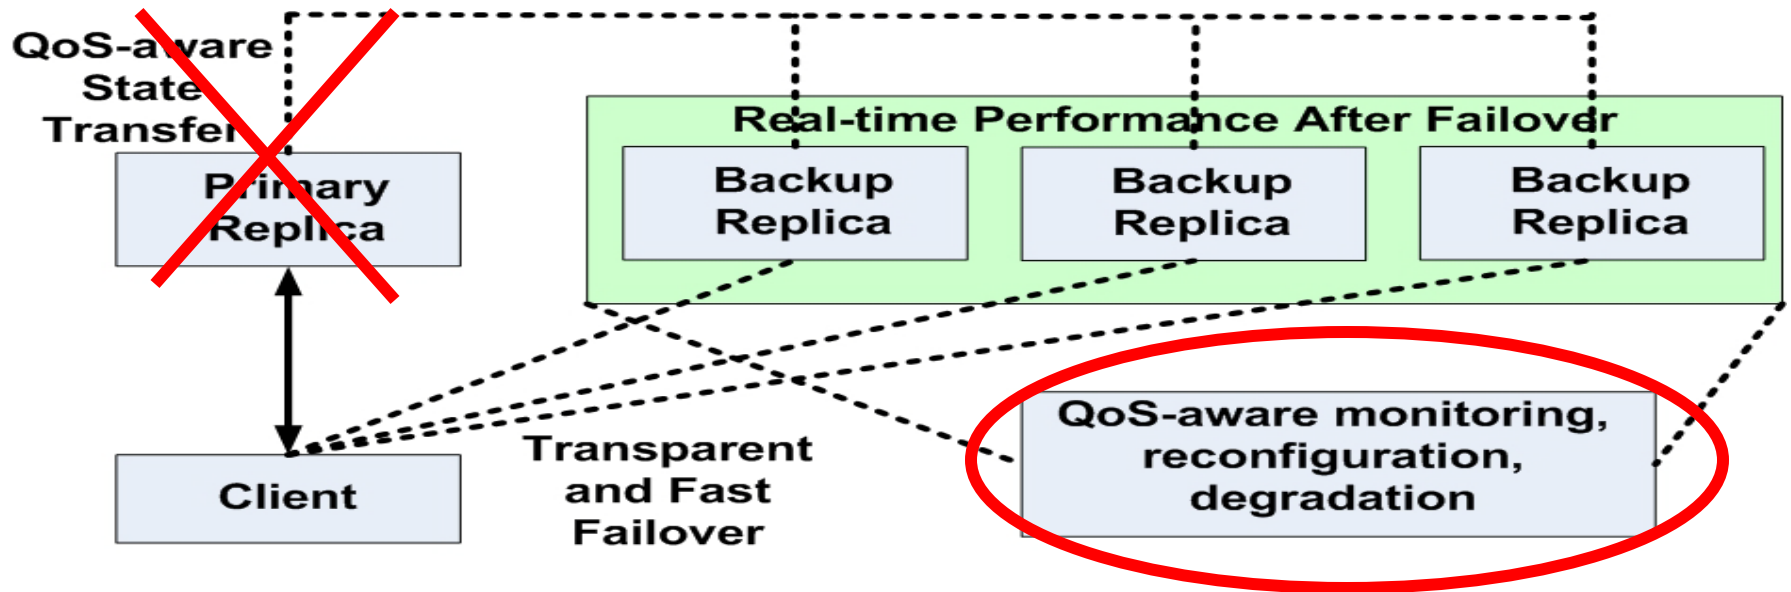 QoS-aware
State
Transfer
Primary
Replica
Real-time Performance After Failover
Backup
Replica
Backup
Replica
Backup
Replica
Client
Transparent
and Fast
Failover
QoS-aware monitoring,
reconfiguration,
degradation